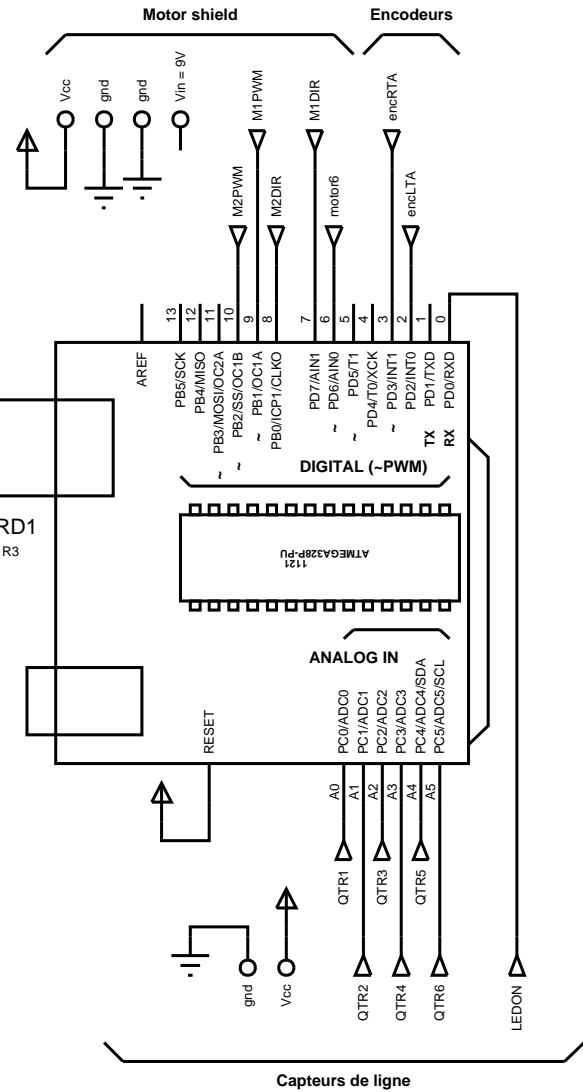 Motor shield
Encodeurs
Vcc
gnd
gnd
Vin = 9V
M2PWM
M1PWM
M2DIR
M1DIR
motor6
encRTA
encLTA
AREF
13
12
11
10
9
8
7
6
5
4
3
2
1
0
PB5/SCK
PB4/MISO
PB3/MOSI/OC2A
~
PB2/SS/OC1B
~
PB1/OC1A
~
PB0/ICP1/CLKO
PD7/AIN1
PD6/AIN0
~
PD5/T1
~
PD4/T0/XCK
PD3/INT1
~
PD2/INT0
PD1/TXD
TX
PD0/RXD
RX
DIGITAL (~PWM)
RD1
R3
ATMEGA328P-PU
1121
ANALOG IN
RESET
PC0/ADC0
PC1/ADC1
PC2/ADC2
PC3/ADC3
PC4/ADC4/SDA
PC5/ADC5/SCL
A0
A1
A2
A3
A4
A5
QTR1
QTR3
QTR5
gnd
Vcc
QTR2
QTR4
QTR6
LEDON
Capteurs de ligne